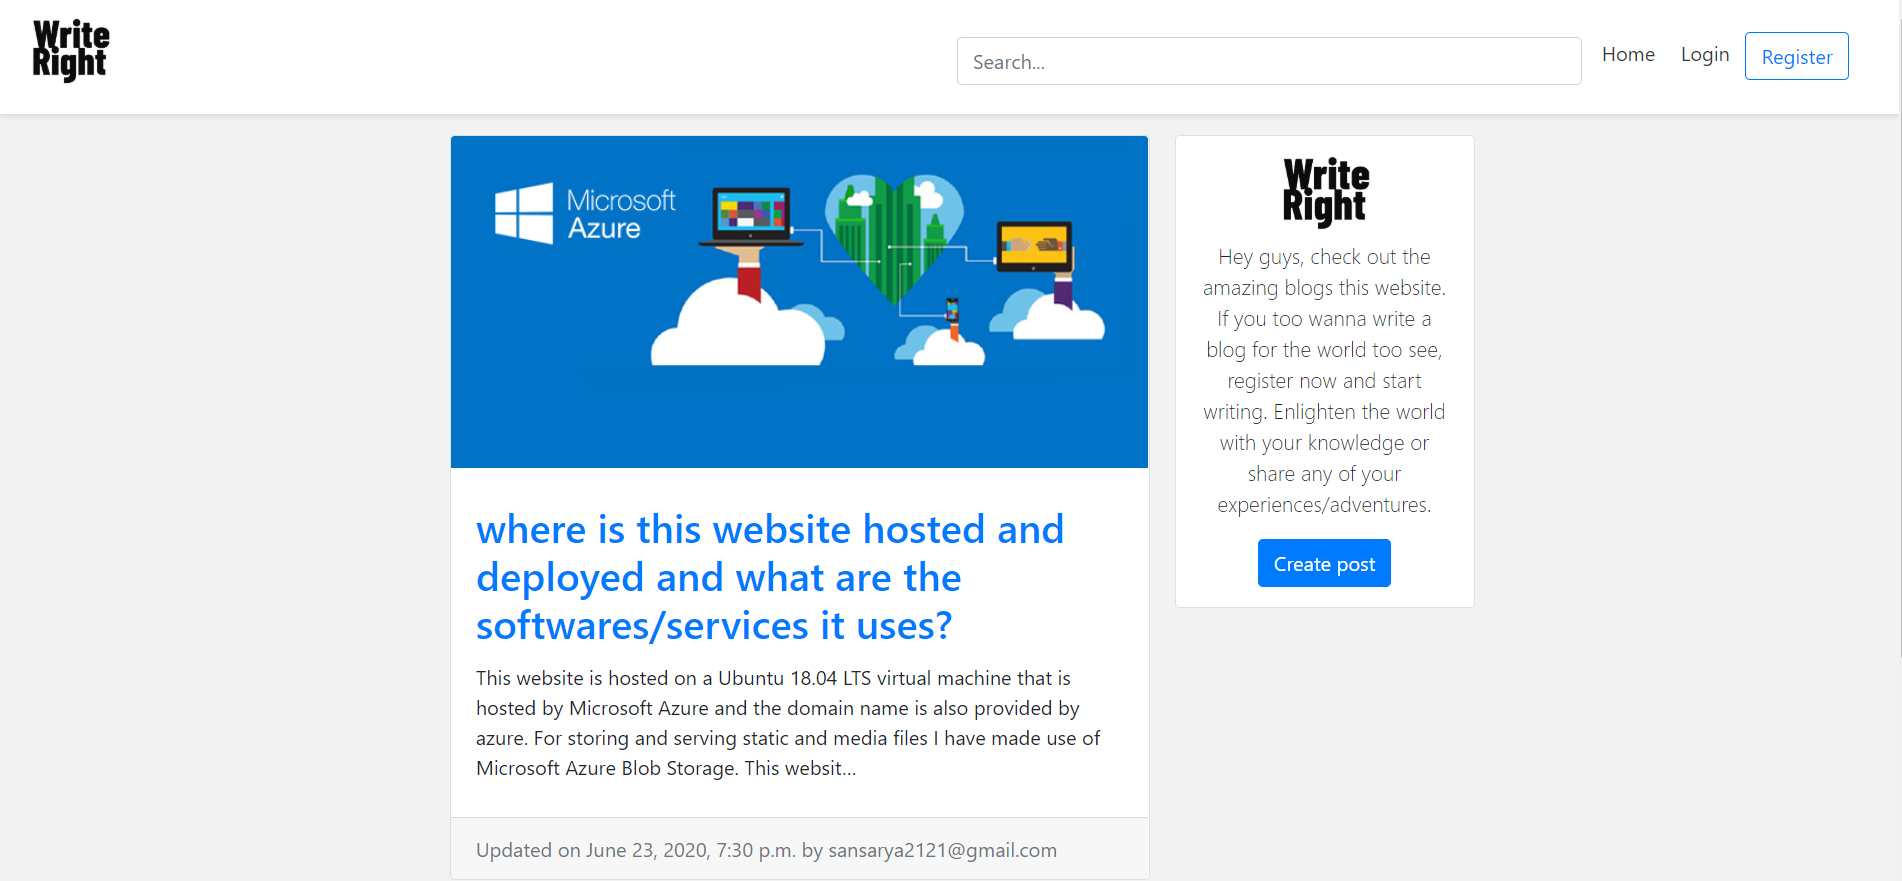 Write
Right
Search...
Home
Login
Register
Microsoft
Azure
where is this website hosted and
deployed and what are the
softwares/services it uses?
This website is hosted on a Ubuntu 18.04 LTS virtual machine that is
hosted by Microsoft Azure and the domain name is also provided by
azure. For storing and serving static and media files I have made use of
Microsoft Azure Blob Storage. This websit...
Updated on June 23, 2020, 7:30 p.m. by sansarya2121@gmail.com
Write
Right
Hey guys, check out the
amazing blogs this website.
If you too wanna write a
blog for the world too see,
register now and start
writing. Enlighten the world
with your knowledge or
share any of your
experiences/adventures.
Create post